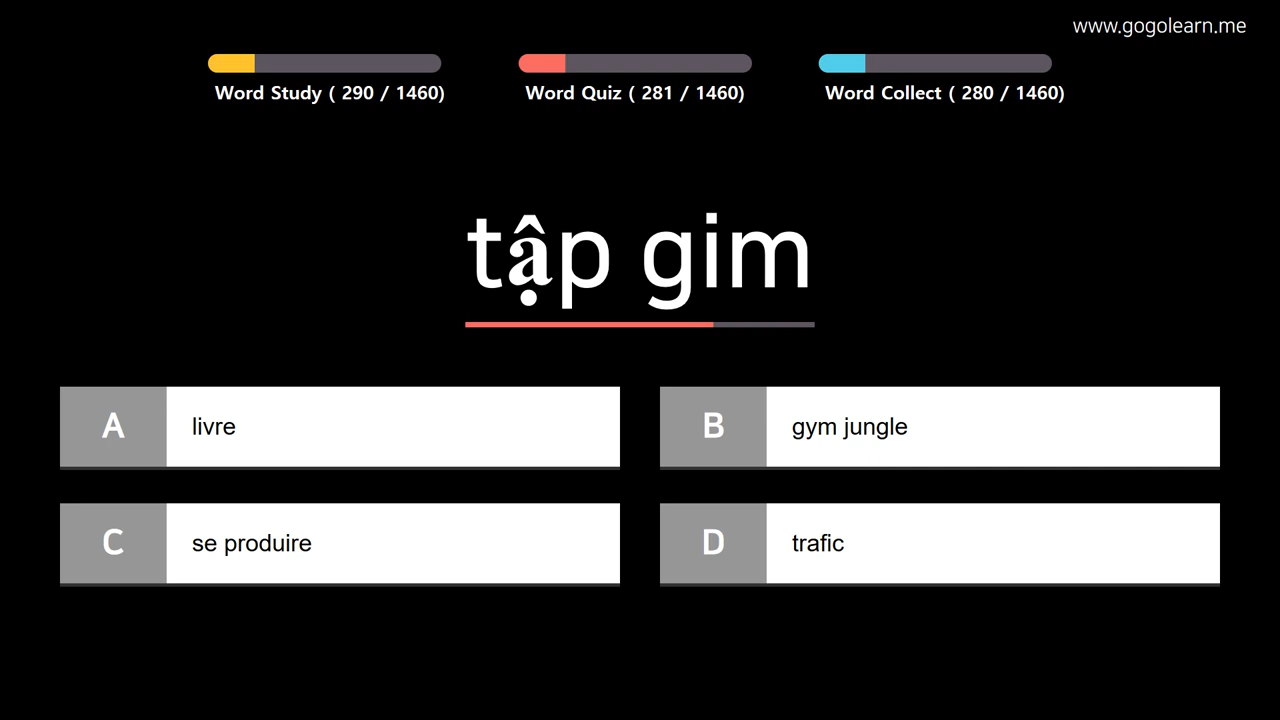 www.gogolearn.me
Word Study ( 290 / 1460)
Word Quiz ( 281 / 1460)
Word Collect ( 280 / 1460)
tập gim
A livre
B gym jungle
C se produire
D trafic